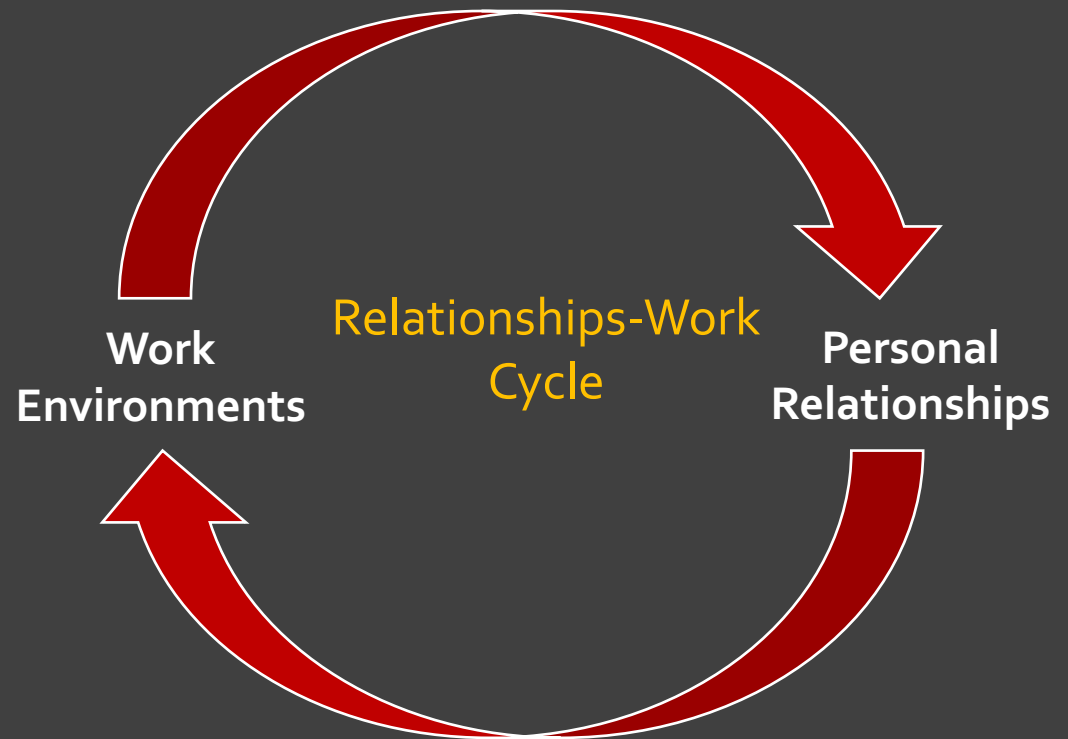 Relationships-Work
Cycle
Work
Environments
Personal
Relationships